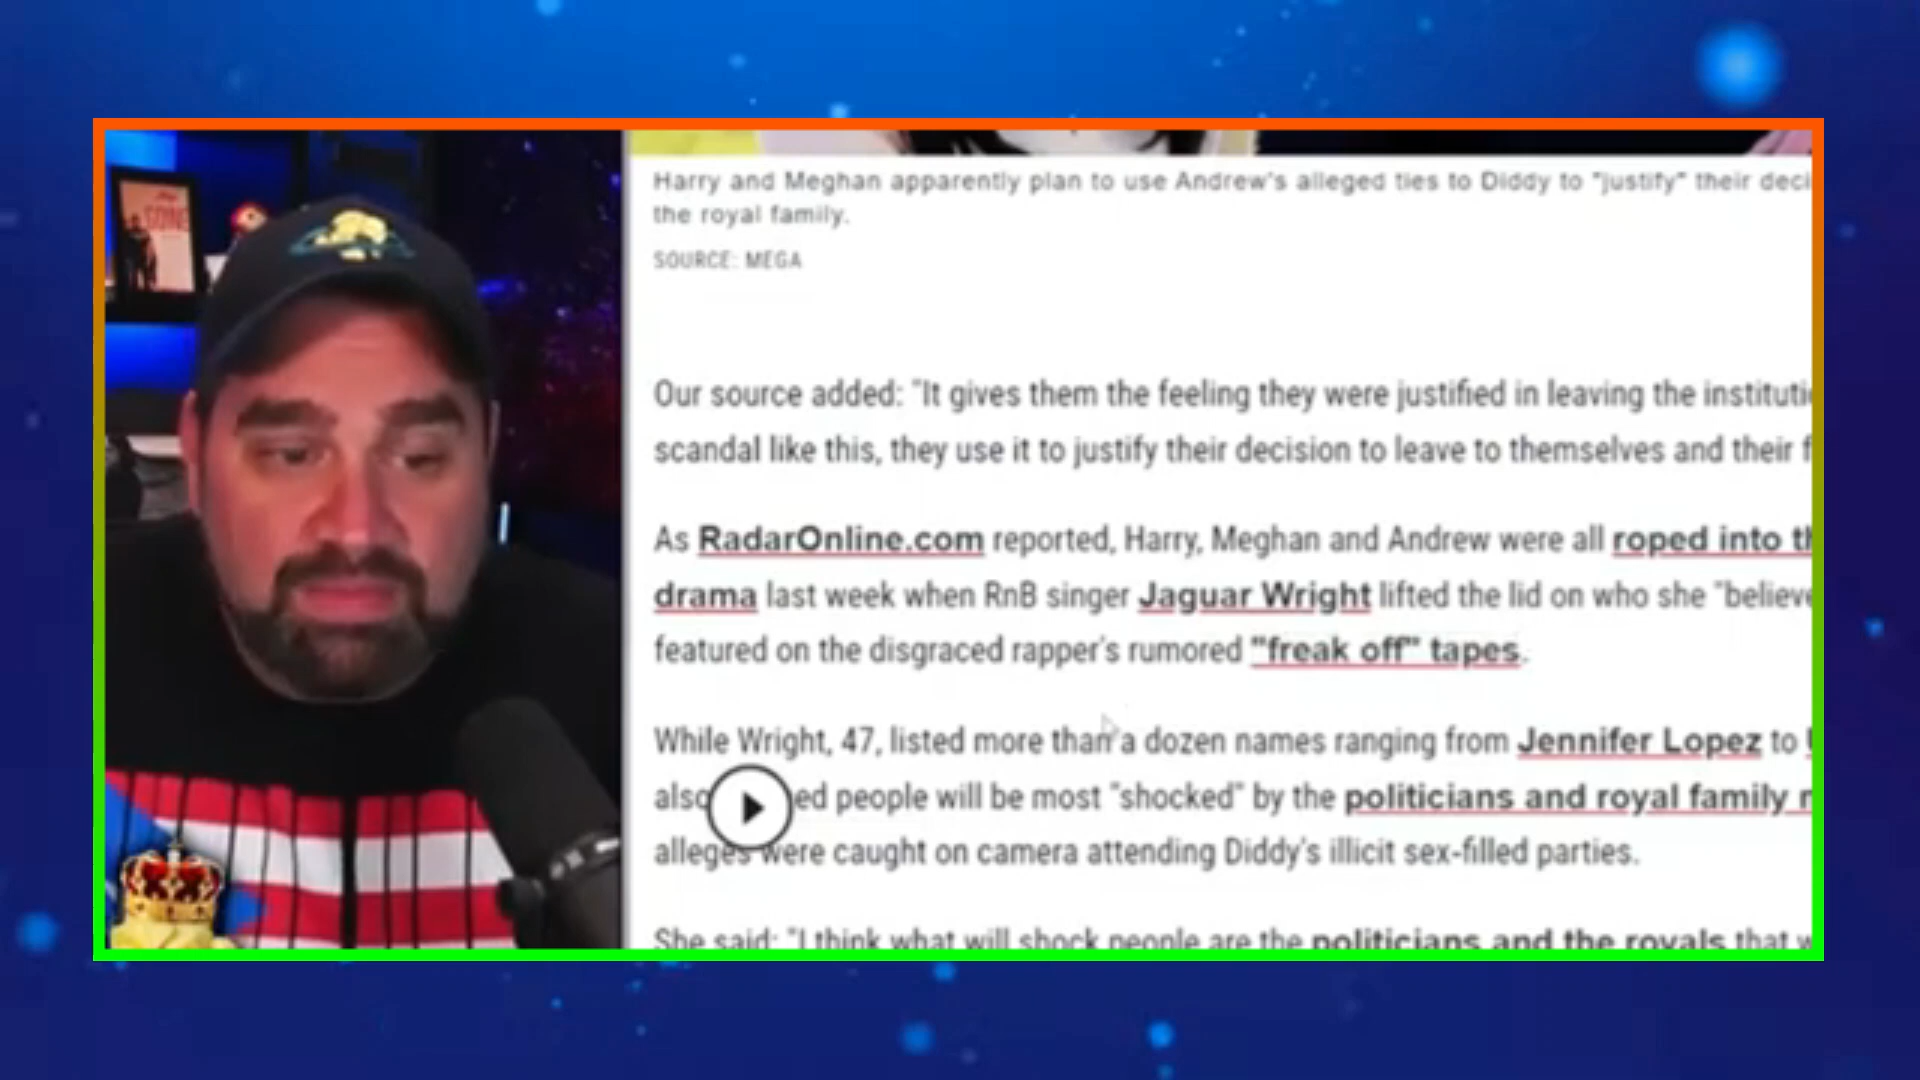 GONE
Harry and Meghan apparently plan to use Andrew's alleged ties to Diddy to "justify" their deci
the royal family.
SOURCE: MEGA
Our source added: "It gives them the feeling they were justified in leaving the instituti
scandal like this, they use it to justify their decision to leave to themselves and their f
As RadarOnline.com reported, Harry, Meghan and Andrew were all roped into th
drama last week when RnB singer Jaguar Wright lifted the lid on who she "believe
featured on the disgraced rapper's rumored "freak off" tapes.
While Wright, 47, listed more than a dozen names ranging from Jennifer Lopez to
also ed people will be most "shocked" by the politicians and royal family
alleges were caught on camera attending Diddy's illicit sex-filled parties.
She said: "I think what will shock people are the politicians and the royals that w